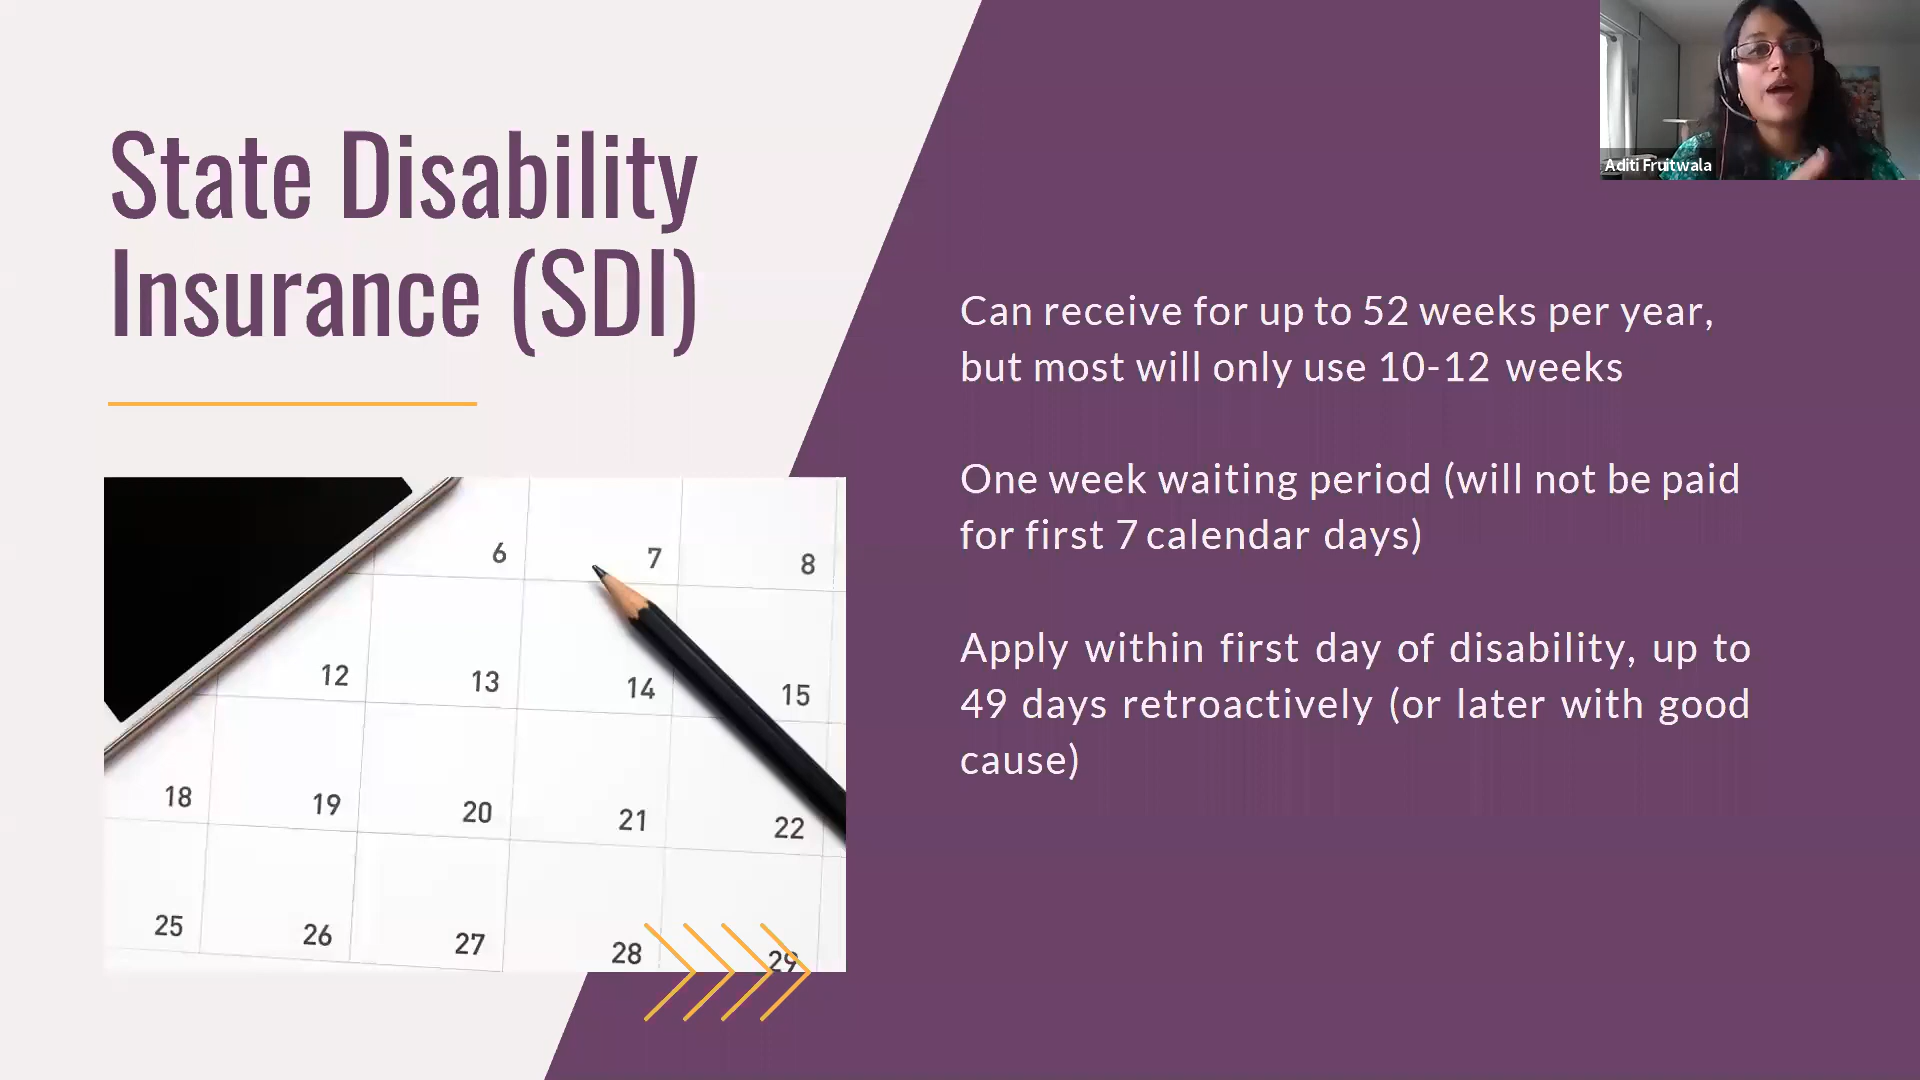 State Disability
Insurance (SDI)
Aditi Fruitwala
Can receive for up to 52 weeks per year,
but most will only use 10-12 weeks
One week waiting period (will not be paid
for first 7 calendar days)
Apply within first day of disability, up to
49 days retroactively (or later with good
cause)
6 7 8
12 13 14 15
18 19 20 21 22
25 26 27 28 29